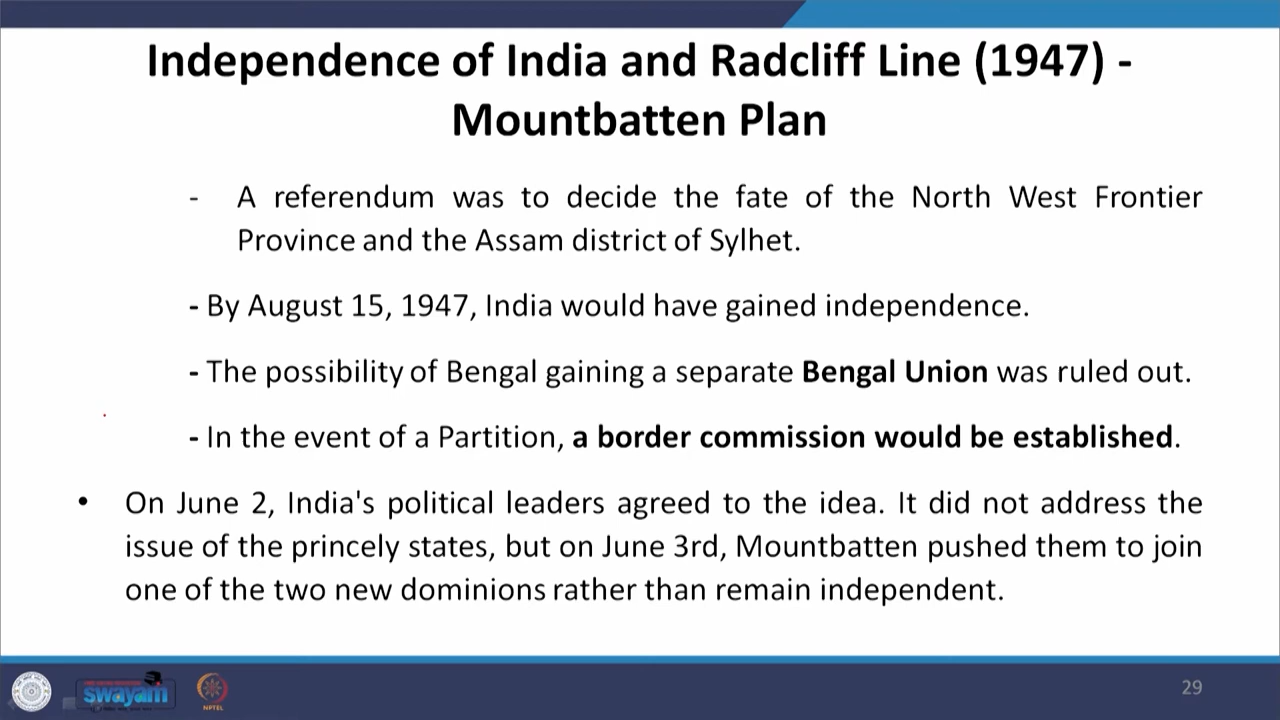 Independence of India and Radcliff Line (1947) -
Mountbatten Plan
- A referendum was to decide the fate of the North West Frontier
Province and the Assam district of Sylhet.
- By August 15, 1947, India would have gained independence.
- The possibility of Bengal gaining a separate Bengal Union was ruled out.
- In the event of a Partition, a border commission would be established.
• On June 2, India's political leaders agreed to the idea. It did not address the
issue of the princely states, but on June 3rd, Mountbatten pushed them to join
one of the two new dominions rather than remain independent.
swayam
NPTEL
29